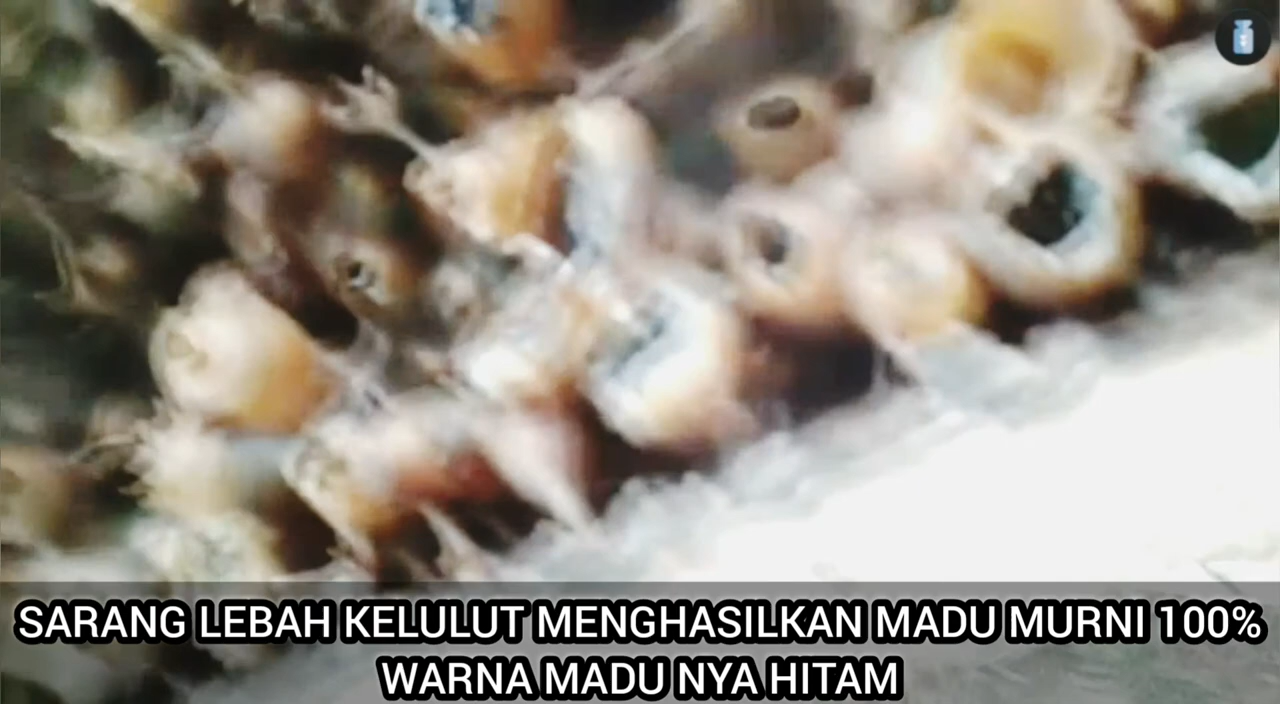 SARANG LEBAH KELULUT MENGHASILKAN MADU MURNI 100%
WARNA MADU NYA HITAM